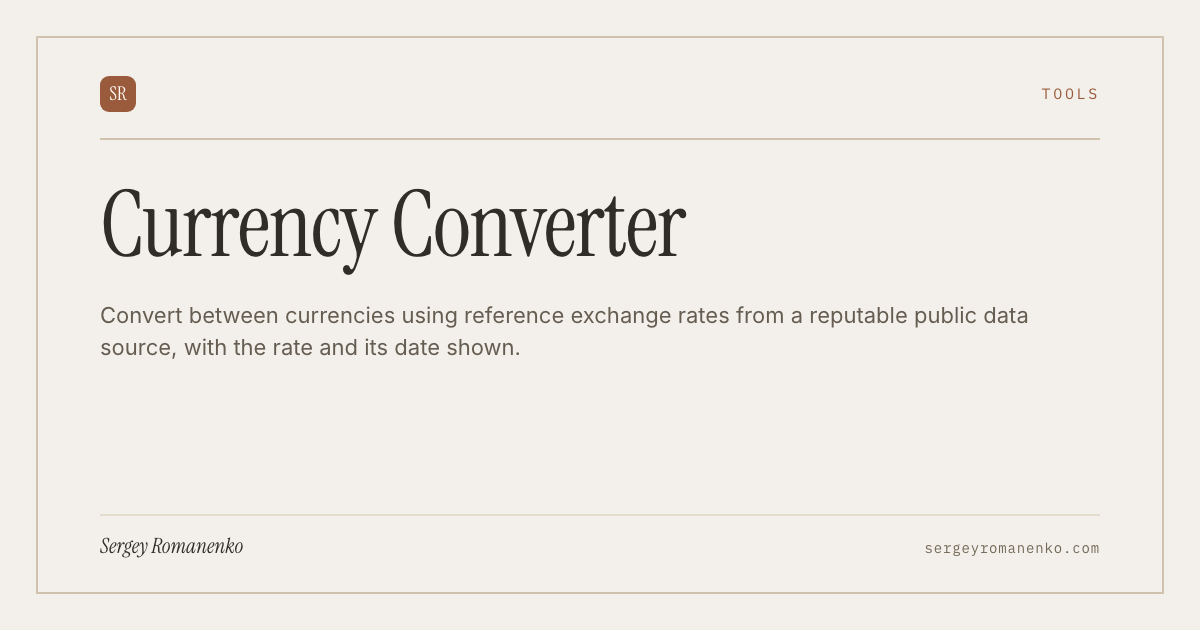 SR
TOOLS
Currency Converter
Convert between currencies using reference exchange rates from a reputable public data
source, with the rate and its date shown.
Sergey Romanenko
sergeyromanenko.com